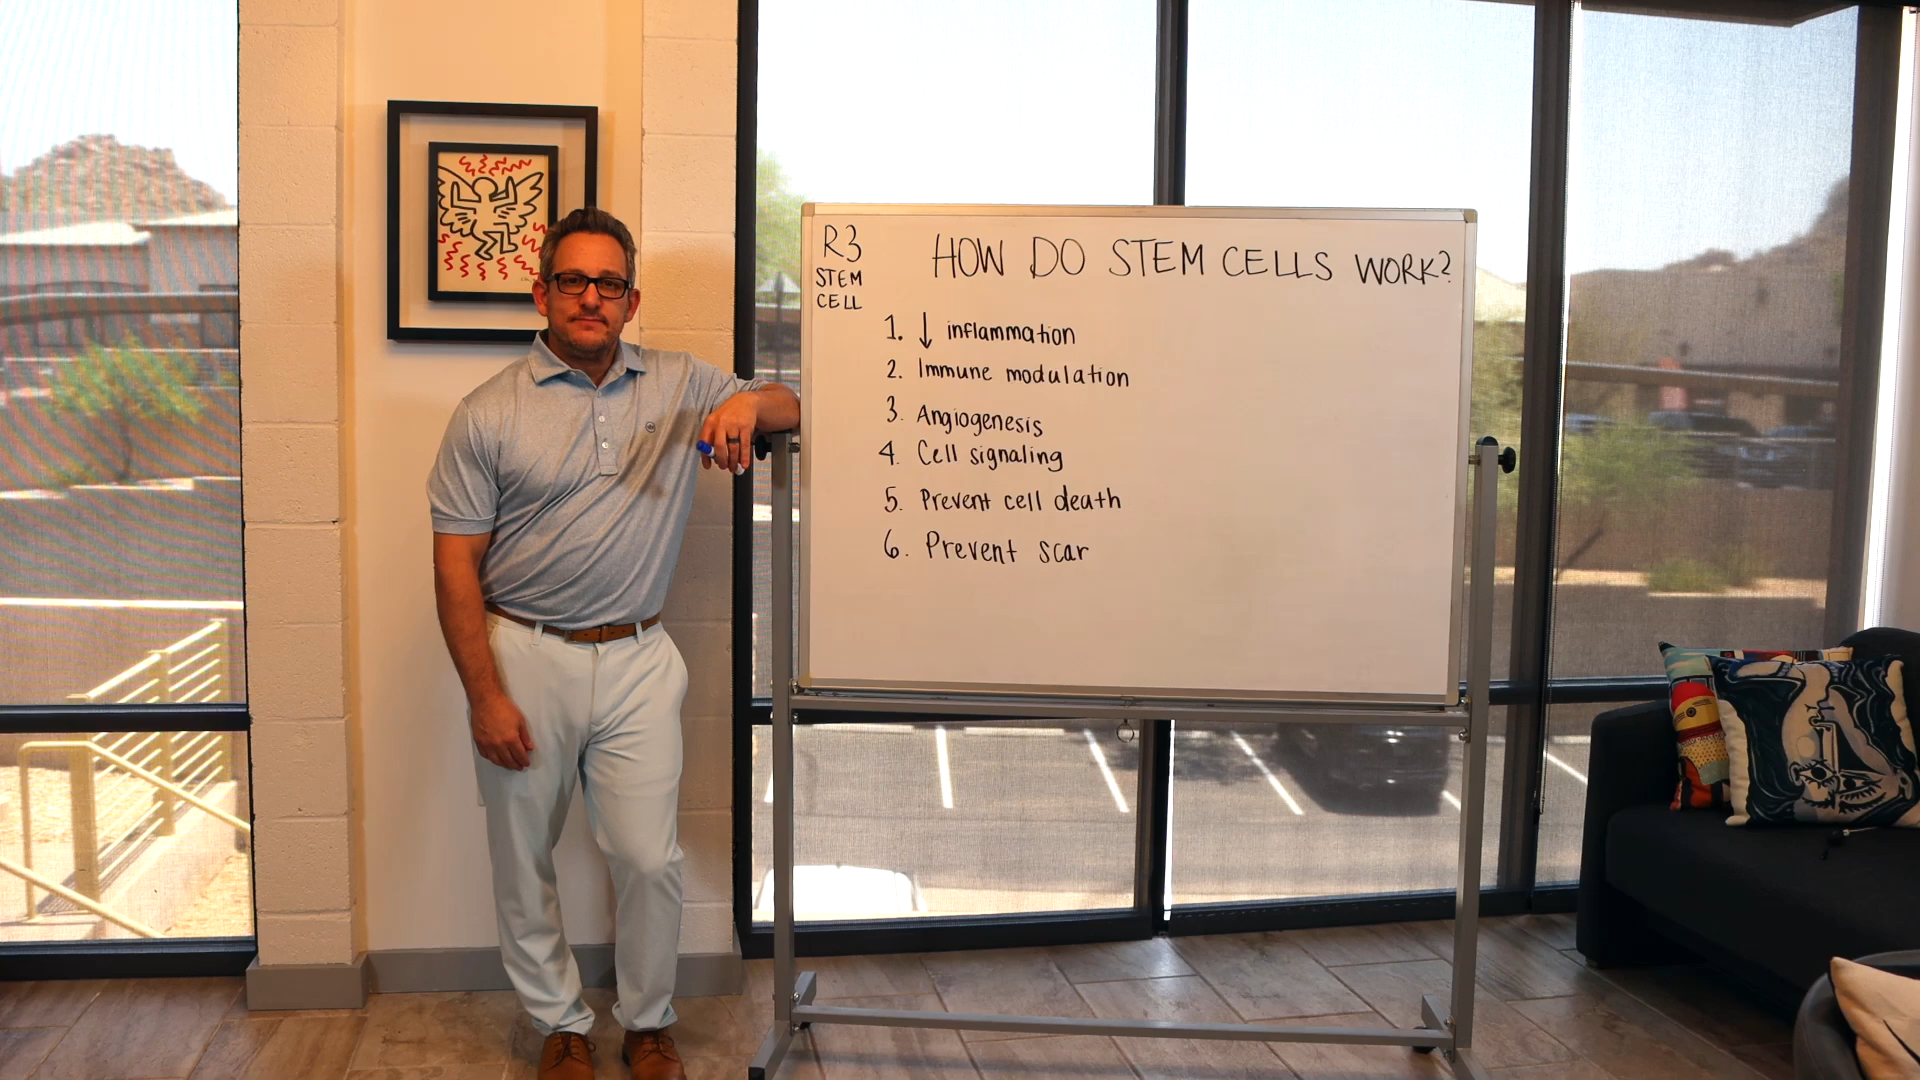 R3
STEM
CELL
HOW DO STEM CELLS WORK?
1. ↓ inflammation
2. Immune modulation
3. Angiogenesis
4. Cell signaling
5. Prevent cell death
6. Prevent scar